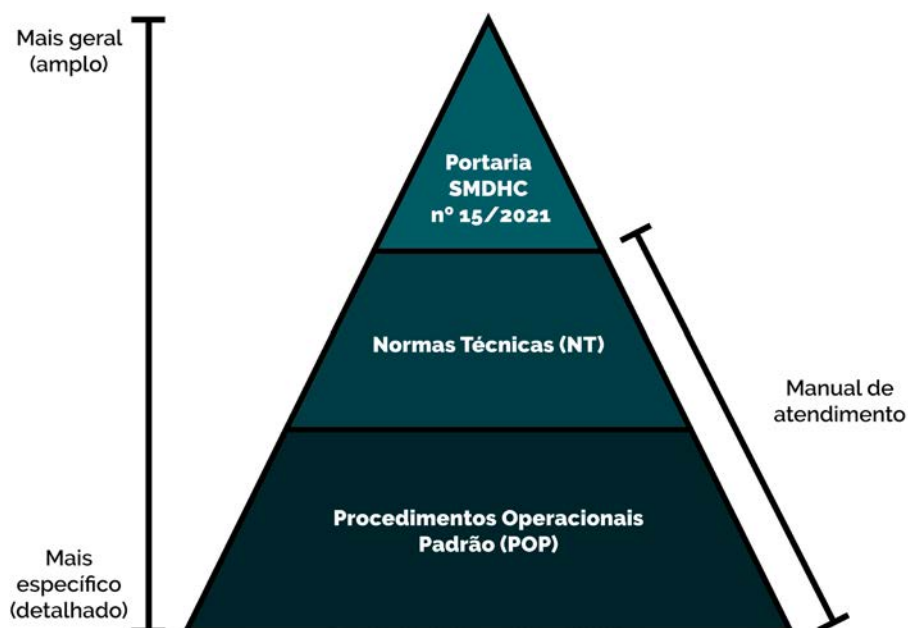 Mais geral
(amplo)
Portaria
SMDHC
nº 15/2021
Normas Técnicas (NT)
Manual de
atendimento
Procedimentos Operacionais
Padrão (POP)
Mais
específico
(detalhado)